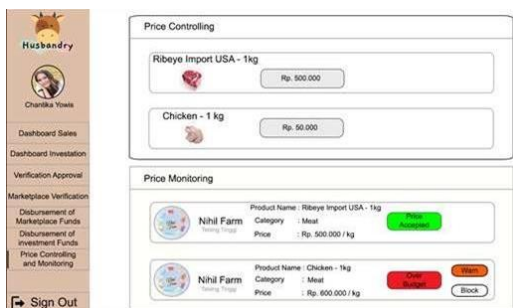 Husbandry
Chantika Yowis
Dashboard Sales
Dashboard Investation
Verification Approval
Marketplace Verification
Disbursement of
Marketplace Funds
Disbursement of
investment Funds
Price Controlling
and Monitoring
Sign Out
Price Controlling
Ribeye Import USA - 1kg
Rp. 500.000
Chicken - 1 kg
Rp. 50.000
Price Monitoring
Nihil Farm
Tebing Tinggi
Product Name : Ribeye Import USA - 1kg
Category : Meat
Price : Rp. 500.000 / kg
Price
Accepted
Nihil Farm
Tebing Tinggi
Product Name : Chicken - 1kg
Category : Meat
Price : Rp. 600.000 / kg
Over
Budget
Warn
Block